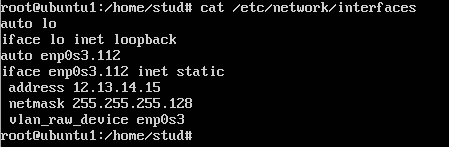 root@ubuntu1:/home/stud# cat /etc/network/interfaces
auto lo
iface lo inet loopback
auto enp0s3.112
iface enp0s3.112 inet static
 address 12.13.14.15
 netmask 255.255.255.128
 vlan_raw_device enp0s3
root@ubuntu1:/home/stud#